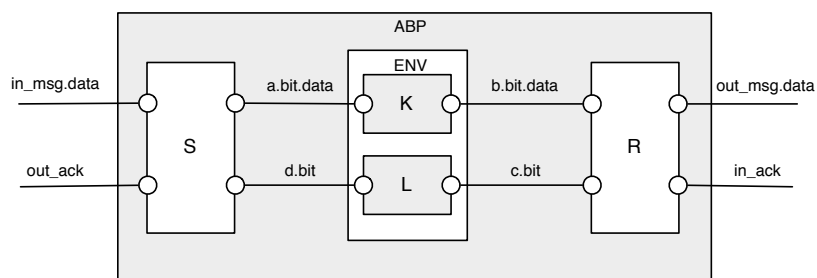 ABP
ENV
in_msg.data
a.bit.data
K
b.bit.data
out_msg.data
S
R
out_ack
d.bit
L
c.bit
in_ack